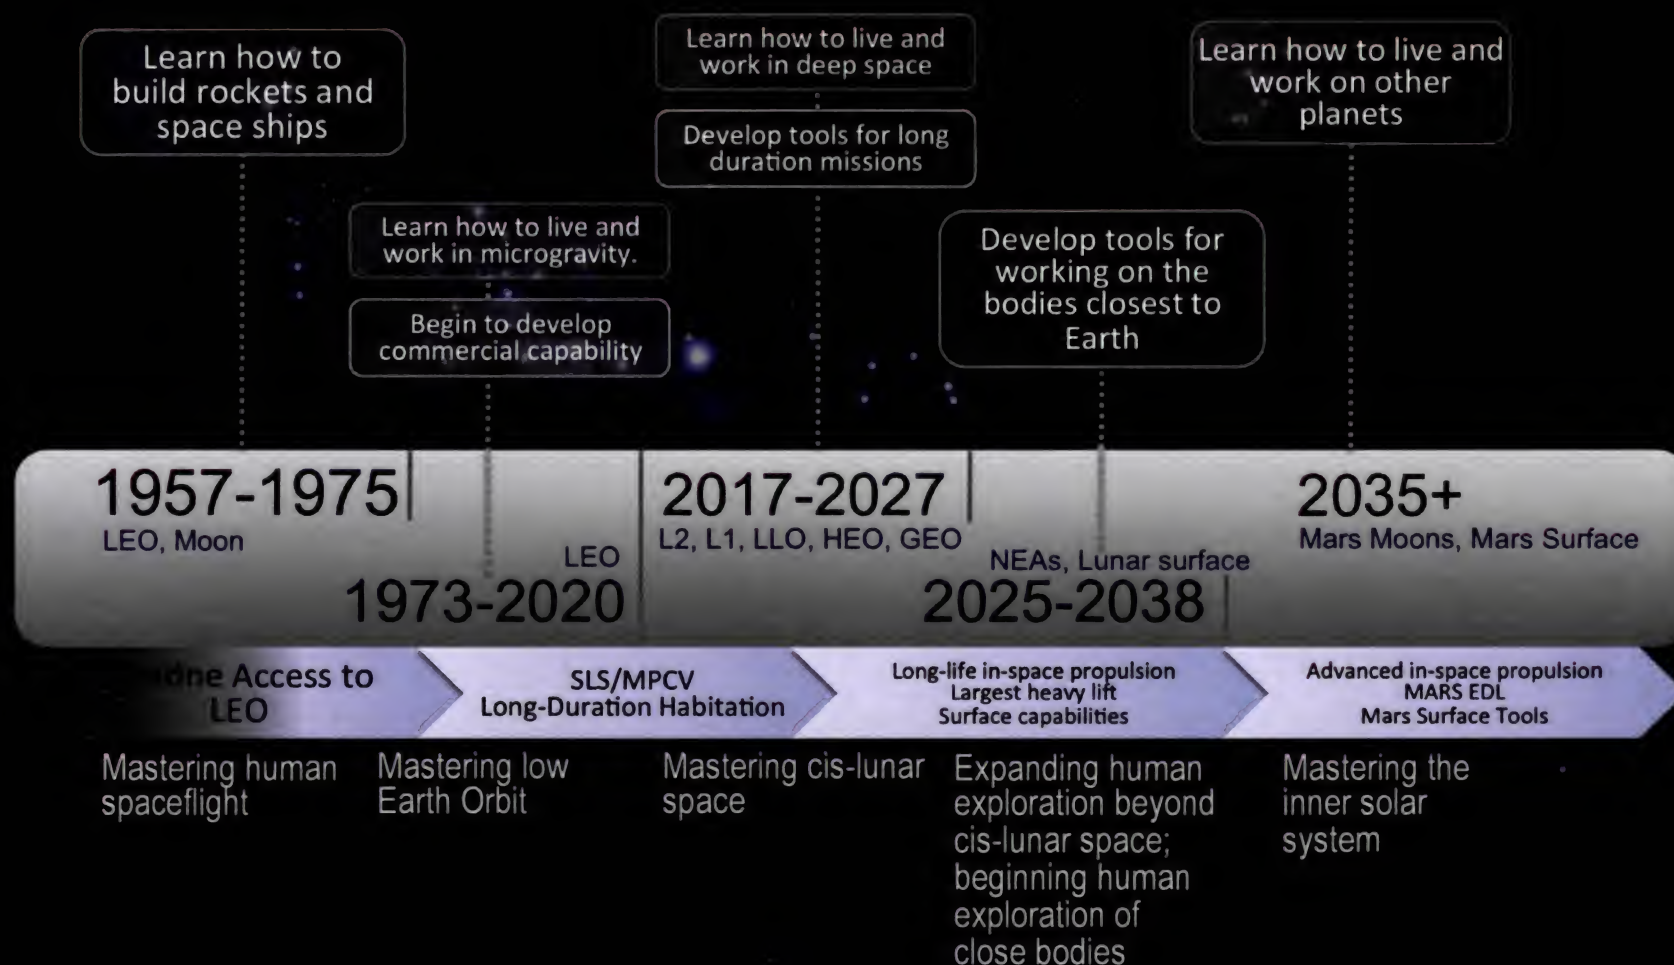 Learn how to
build rockets and
space ships
Learn how to live and
work in microgravity.
Begin to develop
commercial capability
Learn how to live and
work in deep space
Develop tools for long
duration missions
Develop tools for
working on the
bodies closest to
Earth
Learn how to live and
work on other
planets
1957-1975
LEO, Moon
LEO
1973-2020
2017-2027
L2, L1, LLO, HEO, GEO
NEAs, Lunar surface
2025-2038
2035+
Mars Moons, Mars Surface
Access to
LEO
SLS/MPCV
Long-Duration Habitation
Long-life in-space propulsion
Largest heavy lift
Surface capabilities
Advanced in-space propulsion
MARS EDL
Mars Surface Tools
Mastering human
spaceflight
Mastering low
Earth Orbit
Mastering cis-lunar
space
Expanding human
exploration beyond
cis-lunar space;
beginning human
exploration of
close bodies
Mastering the
inner solar
system